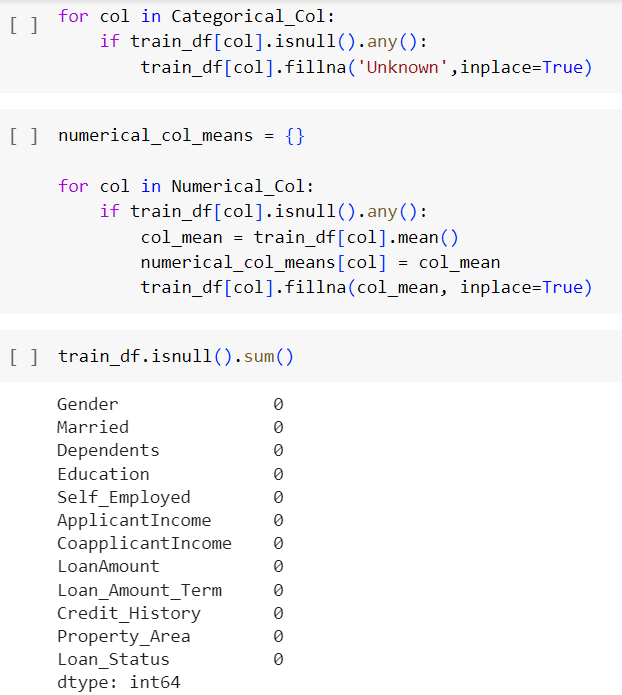 [ ] for col in Categorical_Col:
        if train_df[col].isnull().any():
            train_df[col].fillna('Unknown',inplace=True)
[ ] numerical_col_means = {}
    for col in Numerical_Col:
        if train_df[col].isnull().any():
            col_mean = train_df[col].mean()
            numerical_col_means[col] = col_mean
            train_df[col].fillna(col_mean, inplace=True)
[ ] train_df.isnull().sum()
    Gender               0
    Married              0
    Dependents           0
    Education            0
    Self_Employed        0
    ApplicantIncome      0
    CoapplicantIncome    0
    LoanAmount           0
    Loan_Amount_Term     0
    Credit_History       0
    Property_Area        0
    Loan_Status          0
    dtype: int64